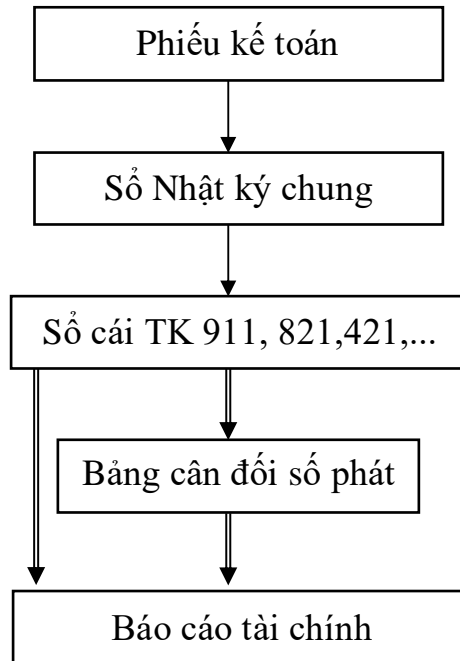 Phiếu kế toán
Sổ Nhật ký chung
Sổ cái TK 911, 821,421,...
Bảng cân đối số phát
Báo cáo tài chính